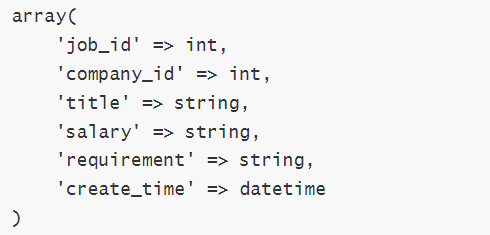 array(
    'job_id' => int,
    'company_id' => int,
    'title' => string,
    'salary' => string,
    'requirement' => string,
    'create_time' => datetime
)